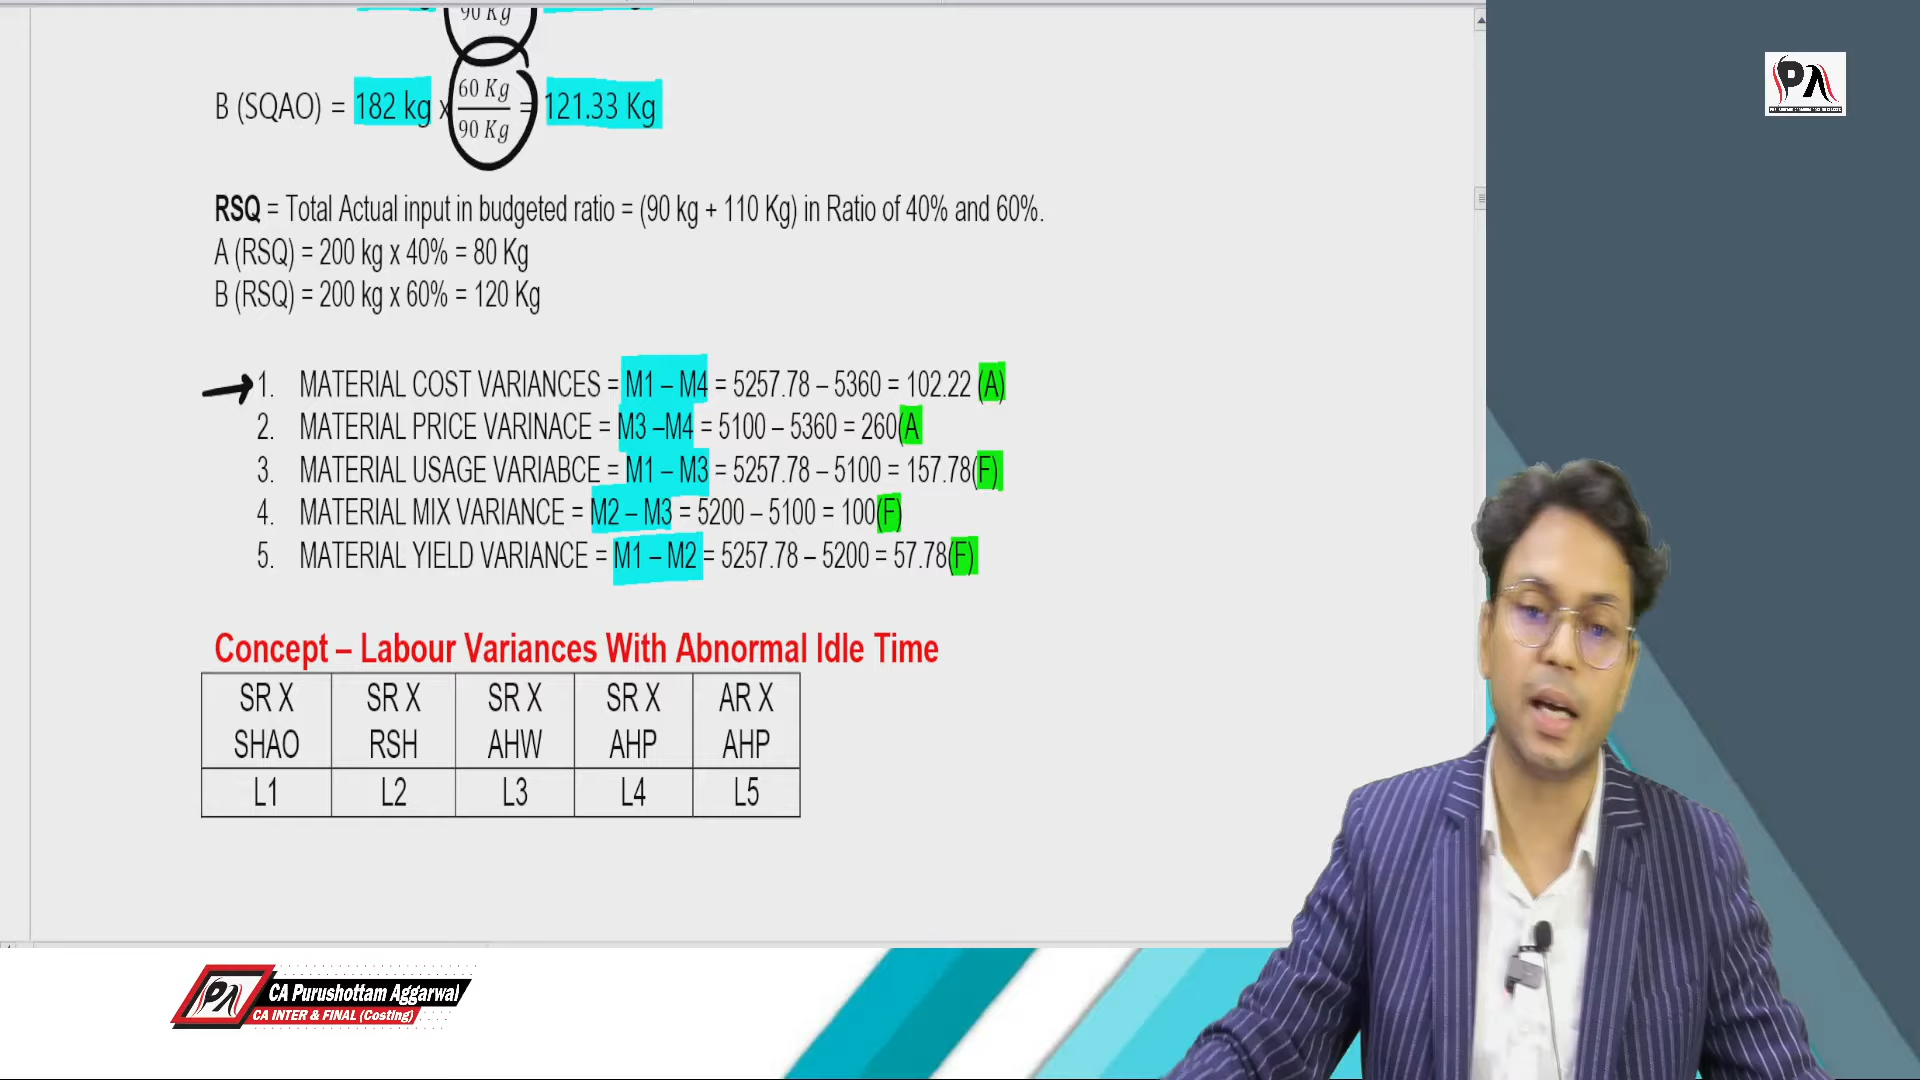 90 Kg
B (SQAO) = 182 kg x 60 Kg / 90 Kg = 121.33 Kg
RSQ = Total Actual input in budgeted ratio = (90 kg + 110 Kg) in Ratio of 40% and 60%.
A (RSQ) = 200 kg x 40% = 80 Kg
B (RSQ) = 200 kg x 60% = 120 Kg
1. MATERIAL COST VARIANCES = M1 – M4 = 5257.78 – 5360 = 102.22 (A)
2. MATERIAL PRICE VARINACE = M3 –M4 = 5100 – 5360 = 260(A
3. MATERIAL USAGE VARIABCE = M1 – M3 = 5257.78 – 5100 = 157.78(F)
4. MATERIAL MIX VARIANCE = M2 – M3 = 5200 – 5100 = 100(F)
5. MATERIAL YIELD VARIANCE = M1 – M2 = 5257.78 – 5200 = 57.78(F)
Concept – Labour Variances With Abnormal Idle Time
SR X SR X SR X SR X AR X
SHAO RSH AHW AHP AHP
L1 L2 L3 L4 L5
PA
PA
CA Purushottam Aggarwal
CA INTER & FINAL (Costing)